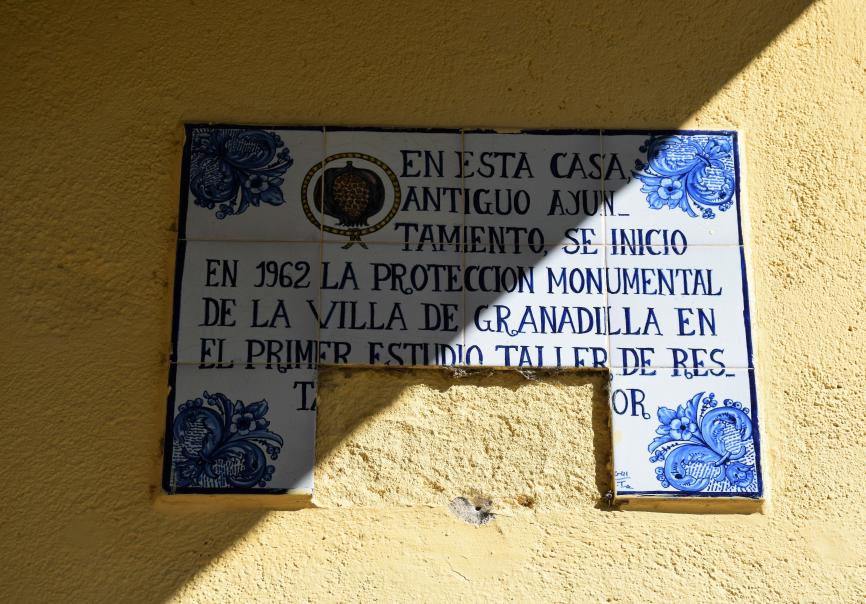 EN ESTA CASA,
ANTIGUO AYUN_
TAMIENTO, SE INICIO
EN 1962 LA PROTECCION MONUMENTAL
DE LA VILLA DE GRANADILLA EN
EL PRIMER ESTUDIO TALLER DE RES_
TA
OR